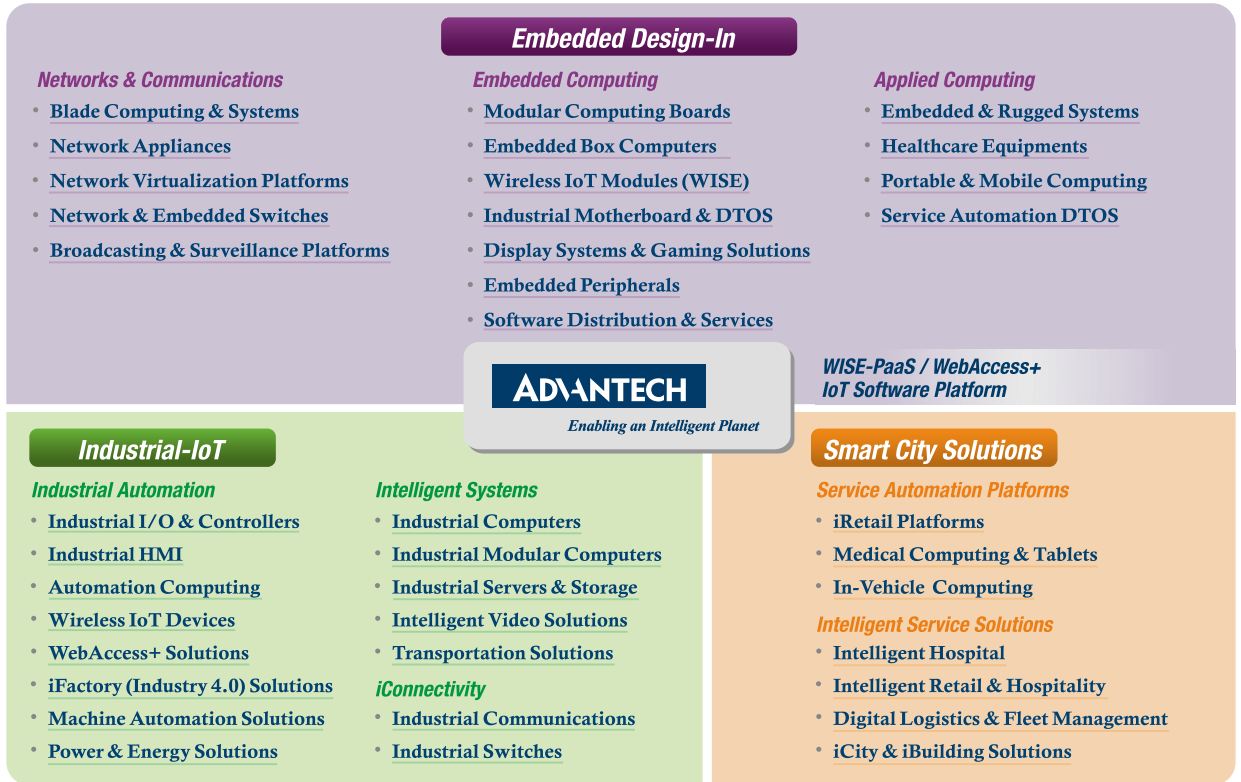 Embedded Design-In
Networks & Communications
• Blade Computing & Systems
• Network Appliances
• Network Virtualization Platforms
• Network & Embedded Switches
• Broadcasting & Surveillance Platforms
Embedded Computing
• Modular Computing Boards
• Embedded Box Computers
• Wireless IoT Modules (WISE)
• Industrial Motherboard & DTOS
• Display Systems & Gaming Solutions
• Embedded Peripherals
• Software Distribution & Services
Applied Computing
• Embedded & Rugged Systems
• Healthcare Equipments
• Portable & Mobile Computing
• Service Automation DTOS
ADVANTECH
Enabling an Intelligent Planet
WISE-PaaS / WebAccess+
IoT Software Platform
Industrial-IoT
Industrial Automation
• Industrial I/O & Controllers
• Industrial HMI
• Automation Computing
• Wireless IoT Devices
• WebAccess+ Solutions
• iFactory (Industry 4.0) Solutions
• Machine Automation Solutions
• Power & Energy Solutions
Intelligent Systems
• Industrial Computers
• Industrial Modular Computers
• Industrial Servers & Storage
• Intelligent Video Solutions
• Transportation Solutions
iConnectivity
• Industrial Communications
• Industrial Switches
Smart City Solutions
Service Automation Platforms
• iRetail Platforms
• Medical Computing & Tablets
• In-Vehicle Computing
Intelligent Service Solutions
• Intelligent Hospital
• Intelligent Retail & Hospitality
• Digital Logistics & Fleet Management
• iCity & iBuilding Solutions